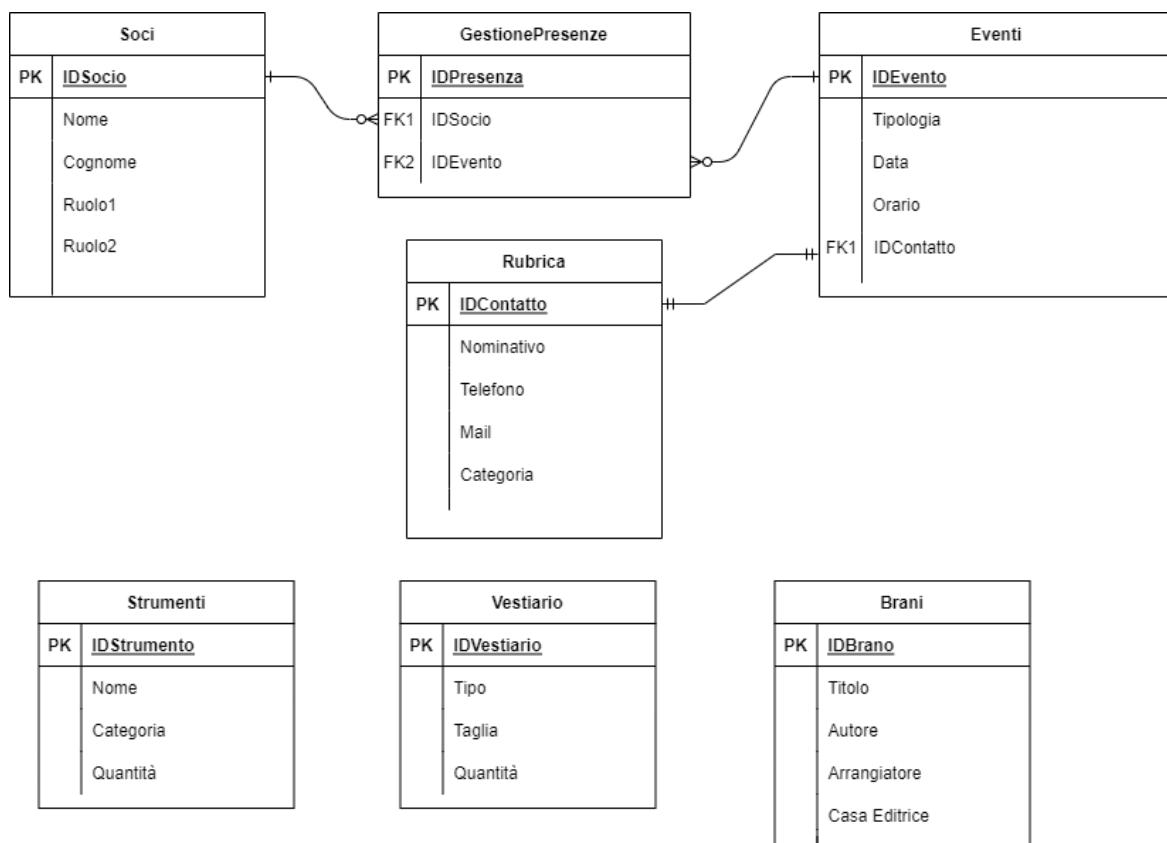 Soci
PK IDSocio
Nome
Cognome
Ruolo1
Ruolo2
GestionePresenze
PK IDPresenza
FK1 IDSocio
FK2 IDEvento
Eventi
PK IDEvento
Tipologia
Data
Orario
FK1 IDContatto
Rubrica
PK IDContatto
Nominativo
Telefono
Mail
Categoria
Strumenti
PK IDStrumento
Nome
Categoria
Quantità
Vestiario
PK IDVestiario
Tipo
Taglia
Quantità
Brani
PK IDBrano
Titolo
Autore
Arrangiatore
Casa Editrice